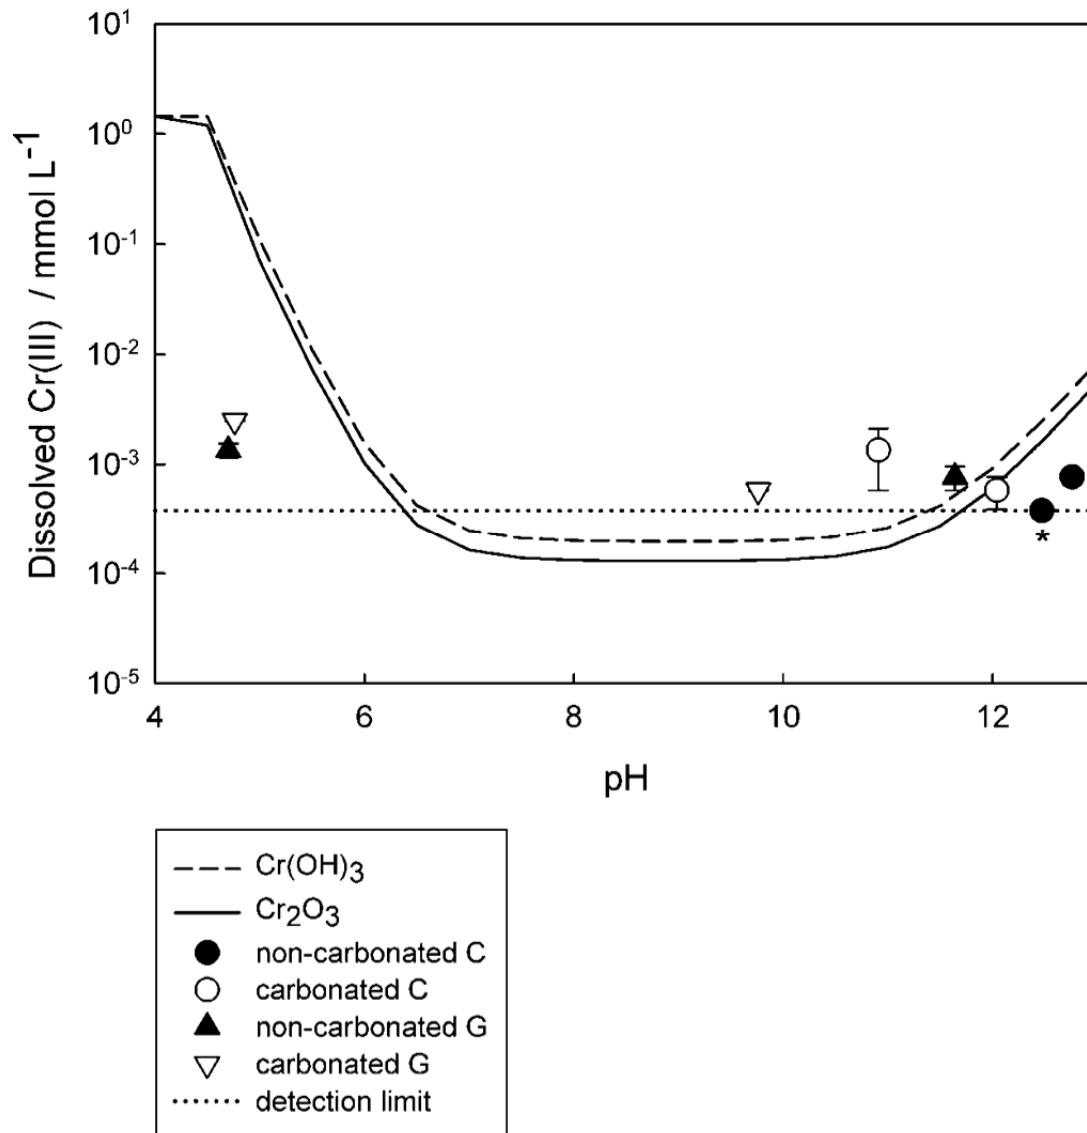 10¹
10⁰
10⁻¹
10⁻²
10⁻³
10⁻⁴
10⁻⁵
Dissolved Cr(III) / mmol L⁻¹
*
4 6 8 10 12
pH
Cr(OH)₃
Cr₂O₃
non-carbonated C
carbonated C
non-carbonated G
carbonated G
detection limit